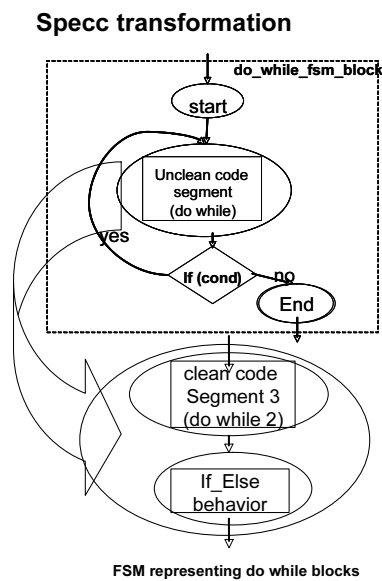 Specc transformation
do_while_fsm_block
start
Unclean code
segment
(do while)
yes
If (cond)
no
End
clean code
Segment 3
(do while 2)
If_Else
behavior
FSM representing do while blocks